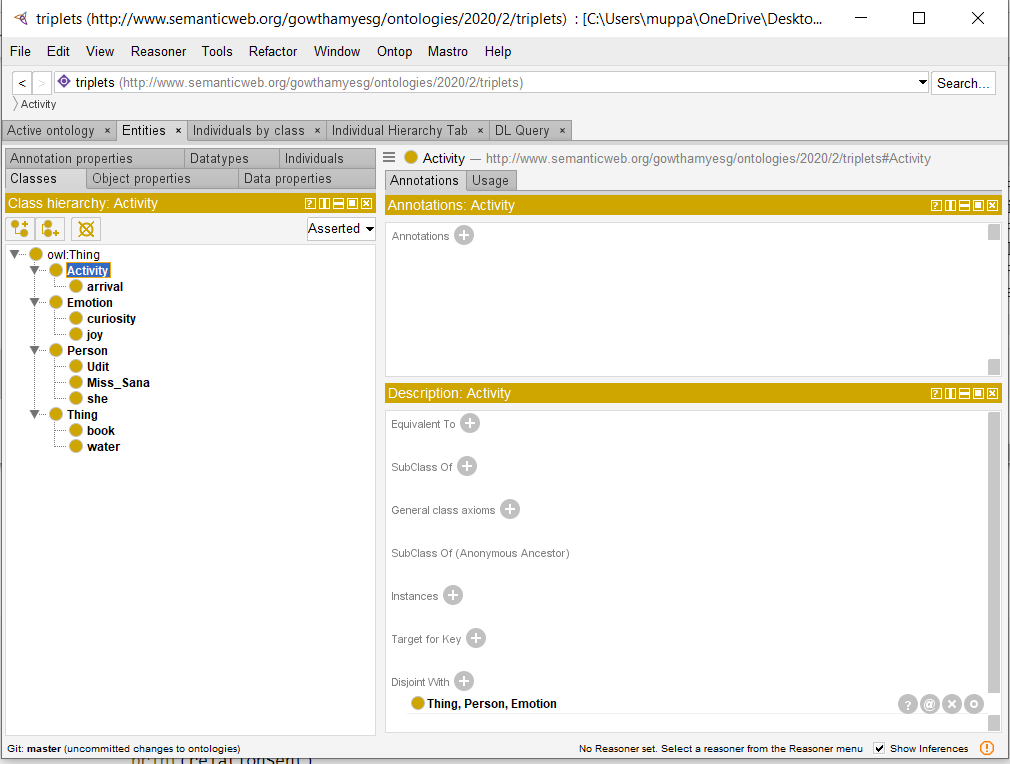 triplets (http://www.semanticweb.org/gowthamyesg/ontologies/2020/2/triplets) : [C:\Users\muppa\OneDrive\Deskto...
File Edit View Reasoner Tools Refactor Window Ontop Mastro Help
< > triplets (http://www.semanticweb.org/gowthamyesg/ontologies/2020/2/triplets) Search...
Activity
Active ontology × Entities × Individuals by class × Individual Hierarchy Tab × DL Query ×
Annotation properties Datatypes Individuals
Classes Object properties Data properties
Class hierarchy: Activity
Asserted
owl:Thing
Activity
arrival
Emotion
curiosity
joy
Person
Udit
Miss_Sana
she
Thing
book
water
Activity — http://www.semanticweb.org/gowthamyesg/ontologies/2020/2/triplets#Activity
Annotations Usage
Annotations: Activity
Annotations
Description: Activity
Equivalent To
SubClass Of
General class axioms
SubClass Of (Anonymous Ancestor)
Instances
Target for Key
Disjoint With
Thing, Person, Emotion
Git: master (uncommitted changes to ontologies)
No Reasoner set. Select a reasoner from the Reasoner menu Show Inferences